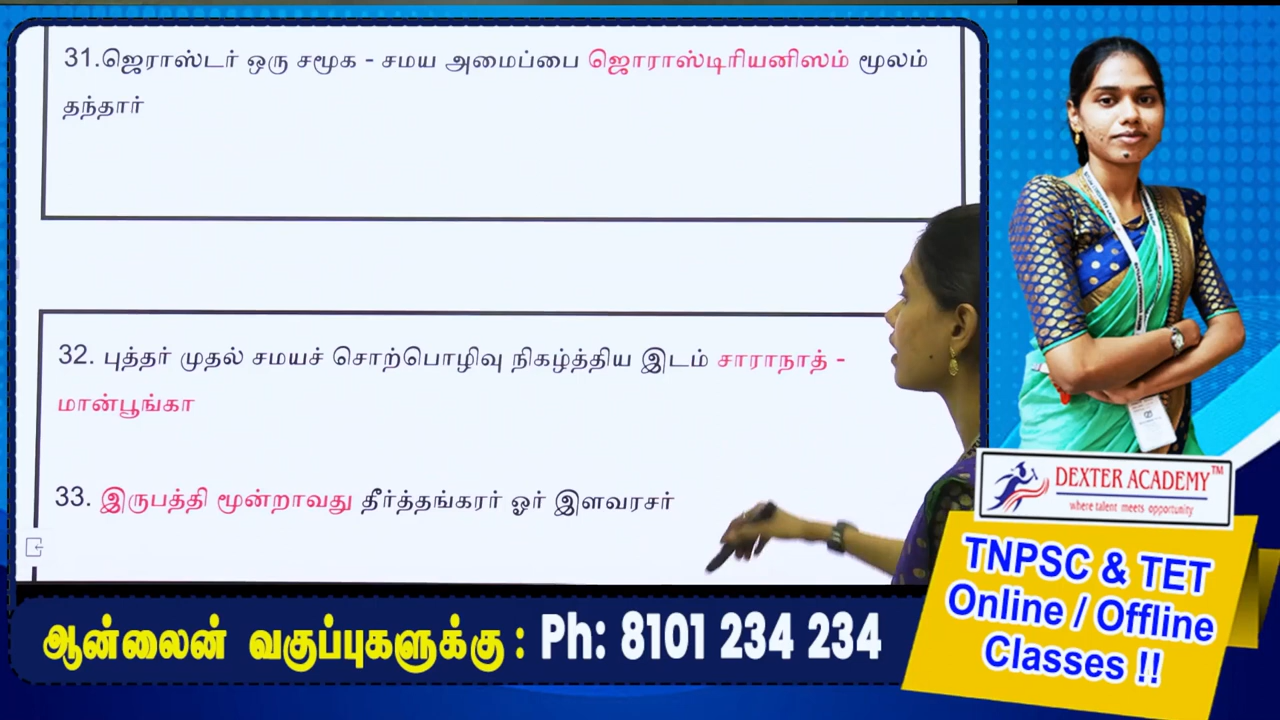 31.ஜெராஸ்டர் ஒரு சமூக - சமய அமைப்பை ஜொராஸ்டிரியனிஸம் மூலம்
தந்தார்
32. புத்தர் முதல் சமயச் சொற்பொழிவு நிகழ்த்திய இடம் சாராநாத் -
மான்பூங்கா
33. இருபத்தி மூன்றாவது தீர்த்தங்கரர் ஓர் இளவரசர்
DEXTER ACADEMY™
where talent meets opportunity
TNPSC & TET
Online / Offline
Classes !!
ஆன்லைன் வகுப்புகளுக்கு : Ph: 8101 234 234